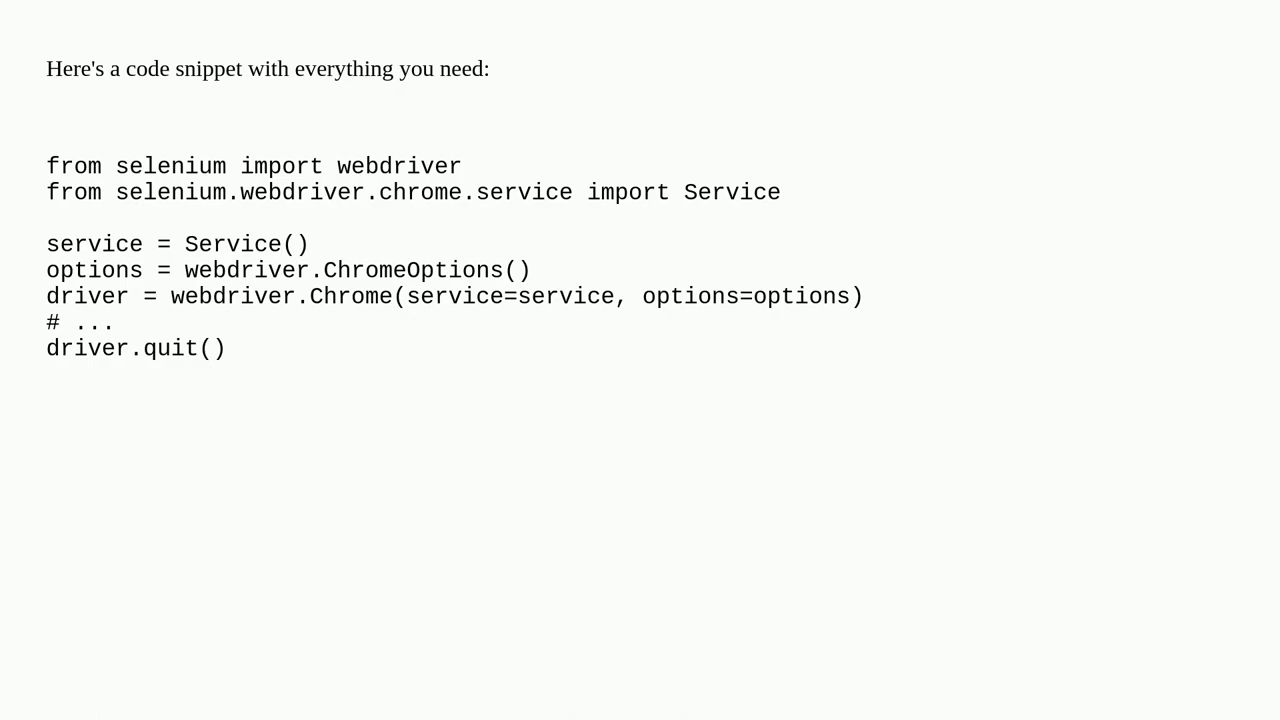 Here's a code snippet with everything you need:
from selenium import webdriver
from selenium.webdriver.chrome.service import Service
service = Service()
options = webdriver.ChromeOptions()
driver = webdriver.Chrome(service=service, options=options)
# ...
driver.quit()